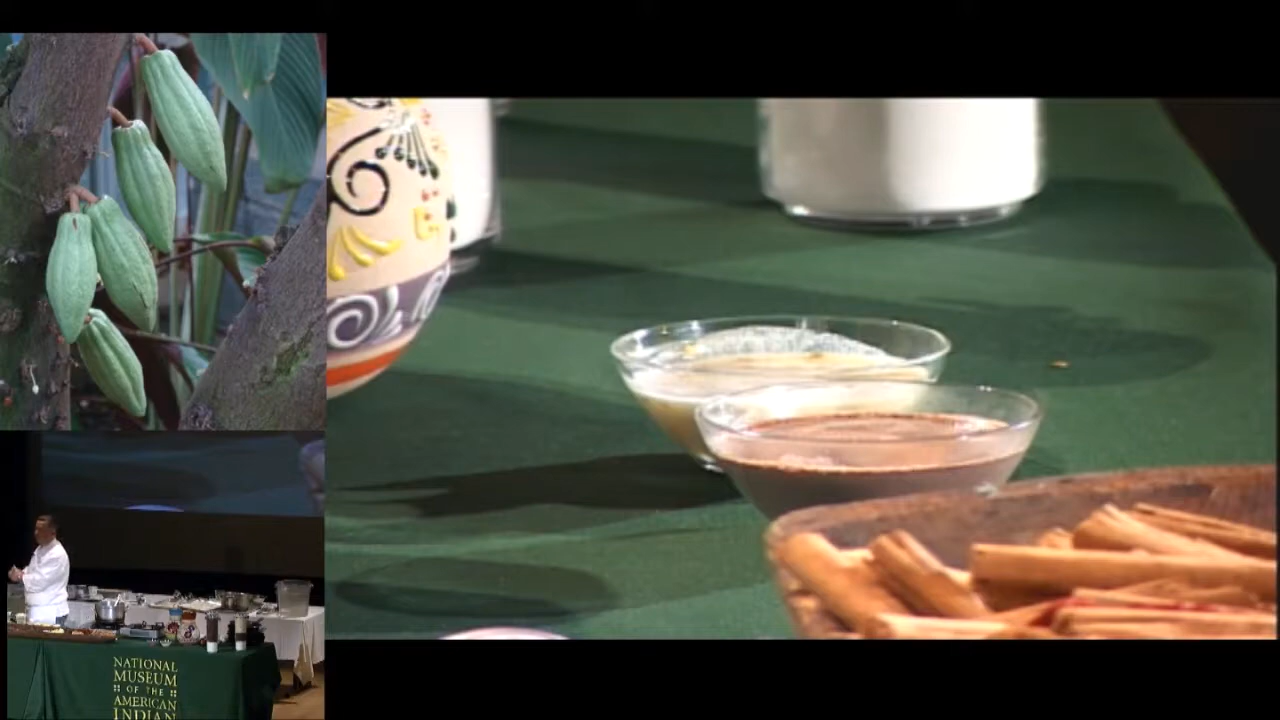 NATIONAL
MUSEUM
OF THE
AMERICAN
INDIAN